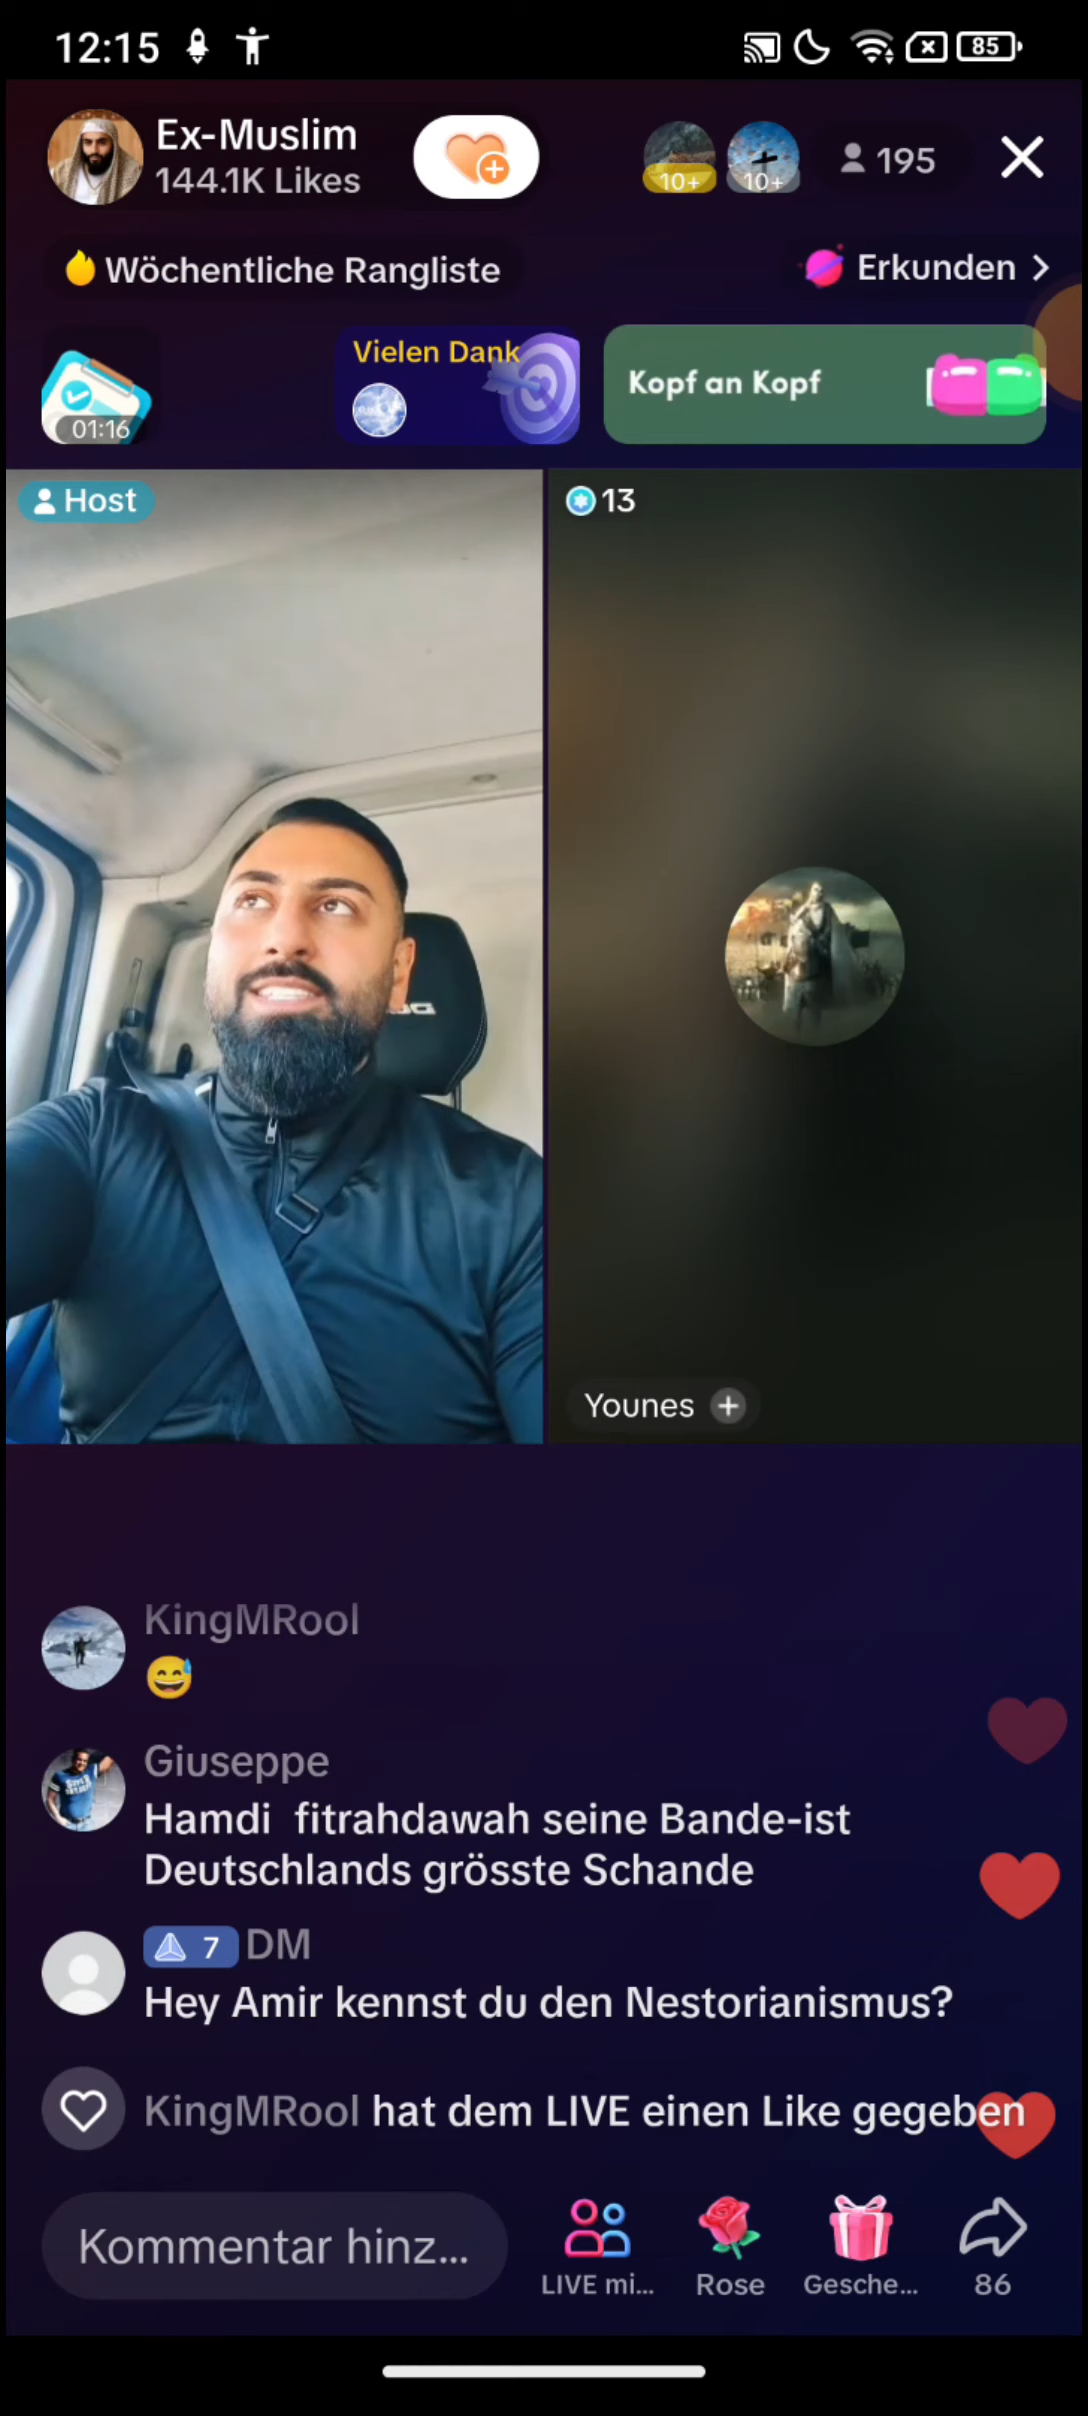 12:15
85
Ex-Muslim
144.1K Likes
10+
10+
195
Wöchentliche Rangliste
Erkunden
Vielen Dank
Kopf an Kopf
01:16
Host
13
Younes
KingMRool
😅
Giuseppe
Hamdi fitrahdawah seine Bande-ist
Deutschlands grösste Schande
7 DM
Hey Amir kennst du den Nestorianismus?
KingMRool hat dem LIVE einen Like gegeben
Kommentar hinz...
LIVE mi...
Rose
Gesche...
86